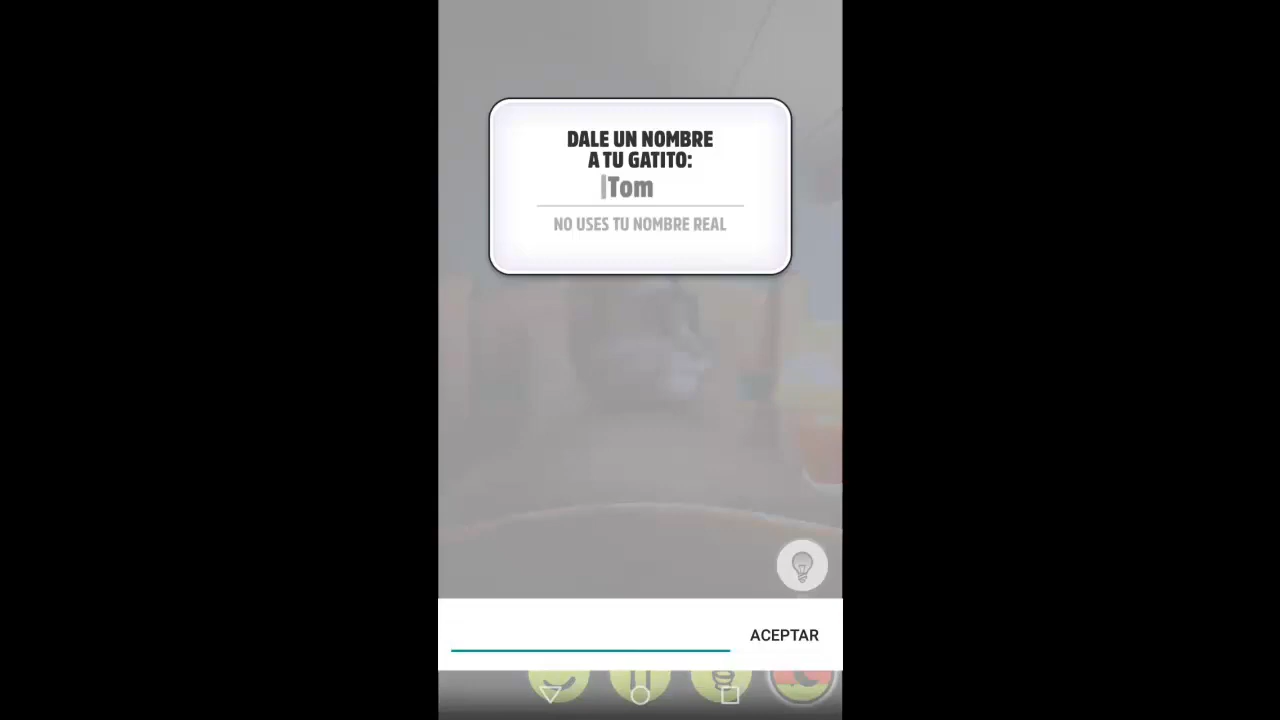 DALE UN NOMBRE
A TU GATITO:
Tom
NO USES TU NOMBRE REAL
ACEPTAR